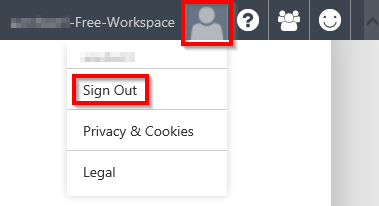 -Free-Workspace
Sign Out
Privacy & Cookies
Legal